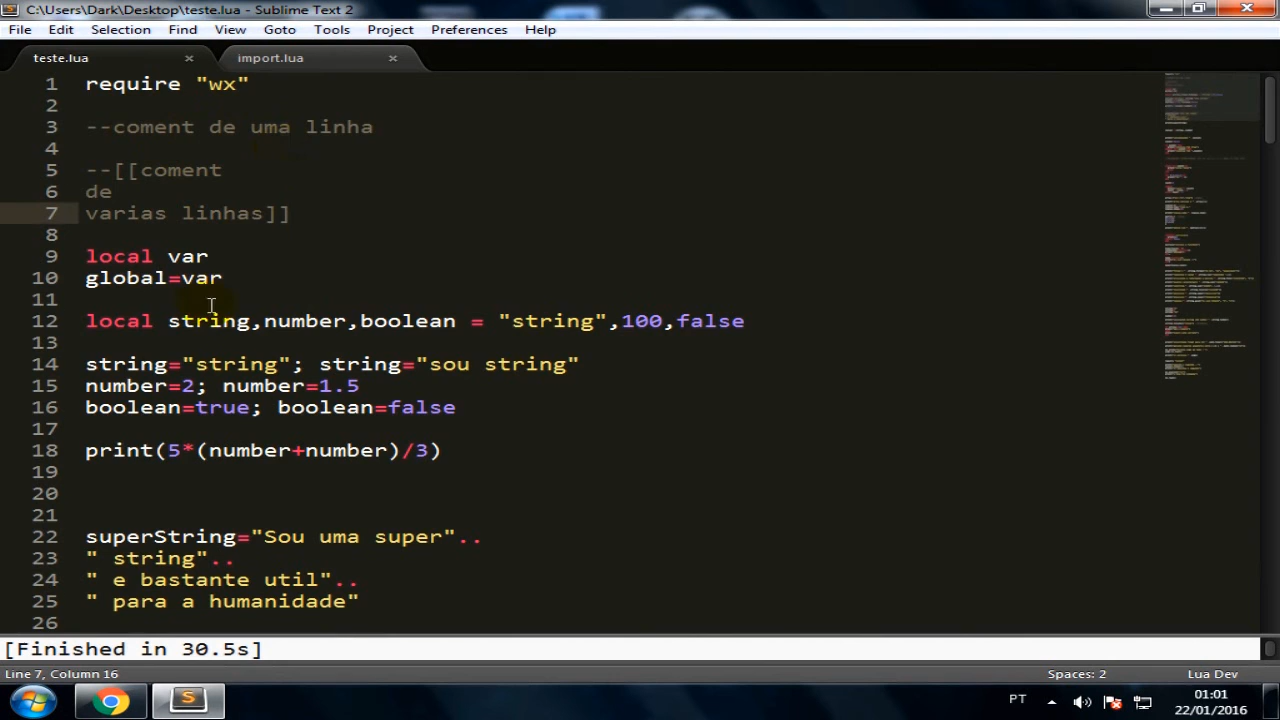 C:\Users\Dark\Desktop\teste.lua - Sublime Text 2
File Edit Selection Find View Goto Tools Project Preferences Help
teste.lua × import.lua ×
1 require "wx"
2
3 --coment de uma linha
4
5 --[[coment
6 de
7 varias linhas]]
8
9 local var
10 global=var
11
12 local string,number,boolean = "string",100,false
13
14 string="string"; string="sou string"
15 number=2; number=1.5
16 boolean=true; boolean=false
17
18 print(5*(number+number)/3)
19
20
21
22 superString="Sou uma super"..
23 " string"..
24 " e bastante util"..
25 " para a humanidade"
26
[Finished in 30.5s]
Line 7, Column 16 Spaces: 2 Lua Dev
PT 01:01
22/01/2016